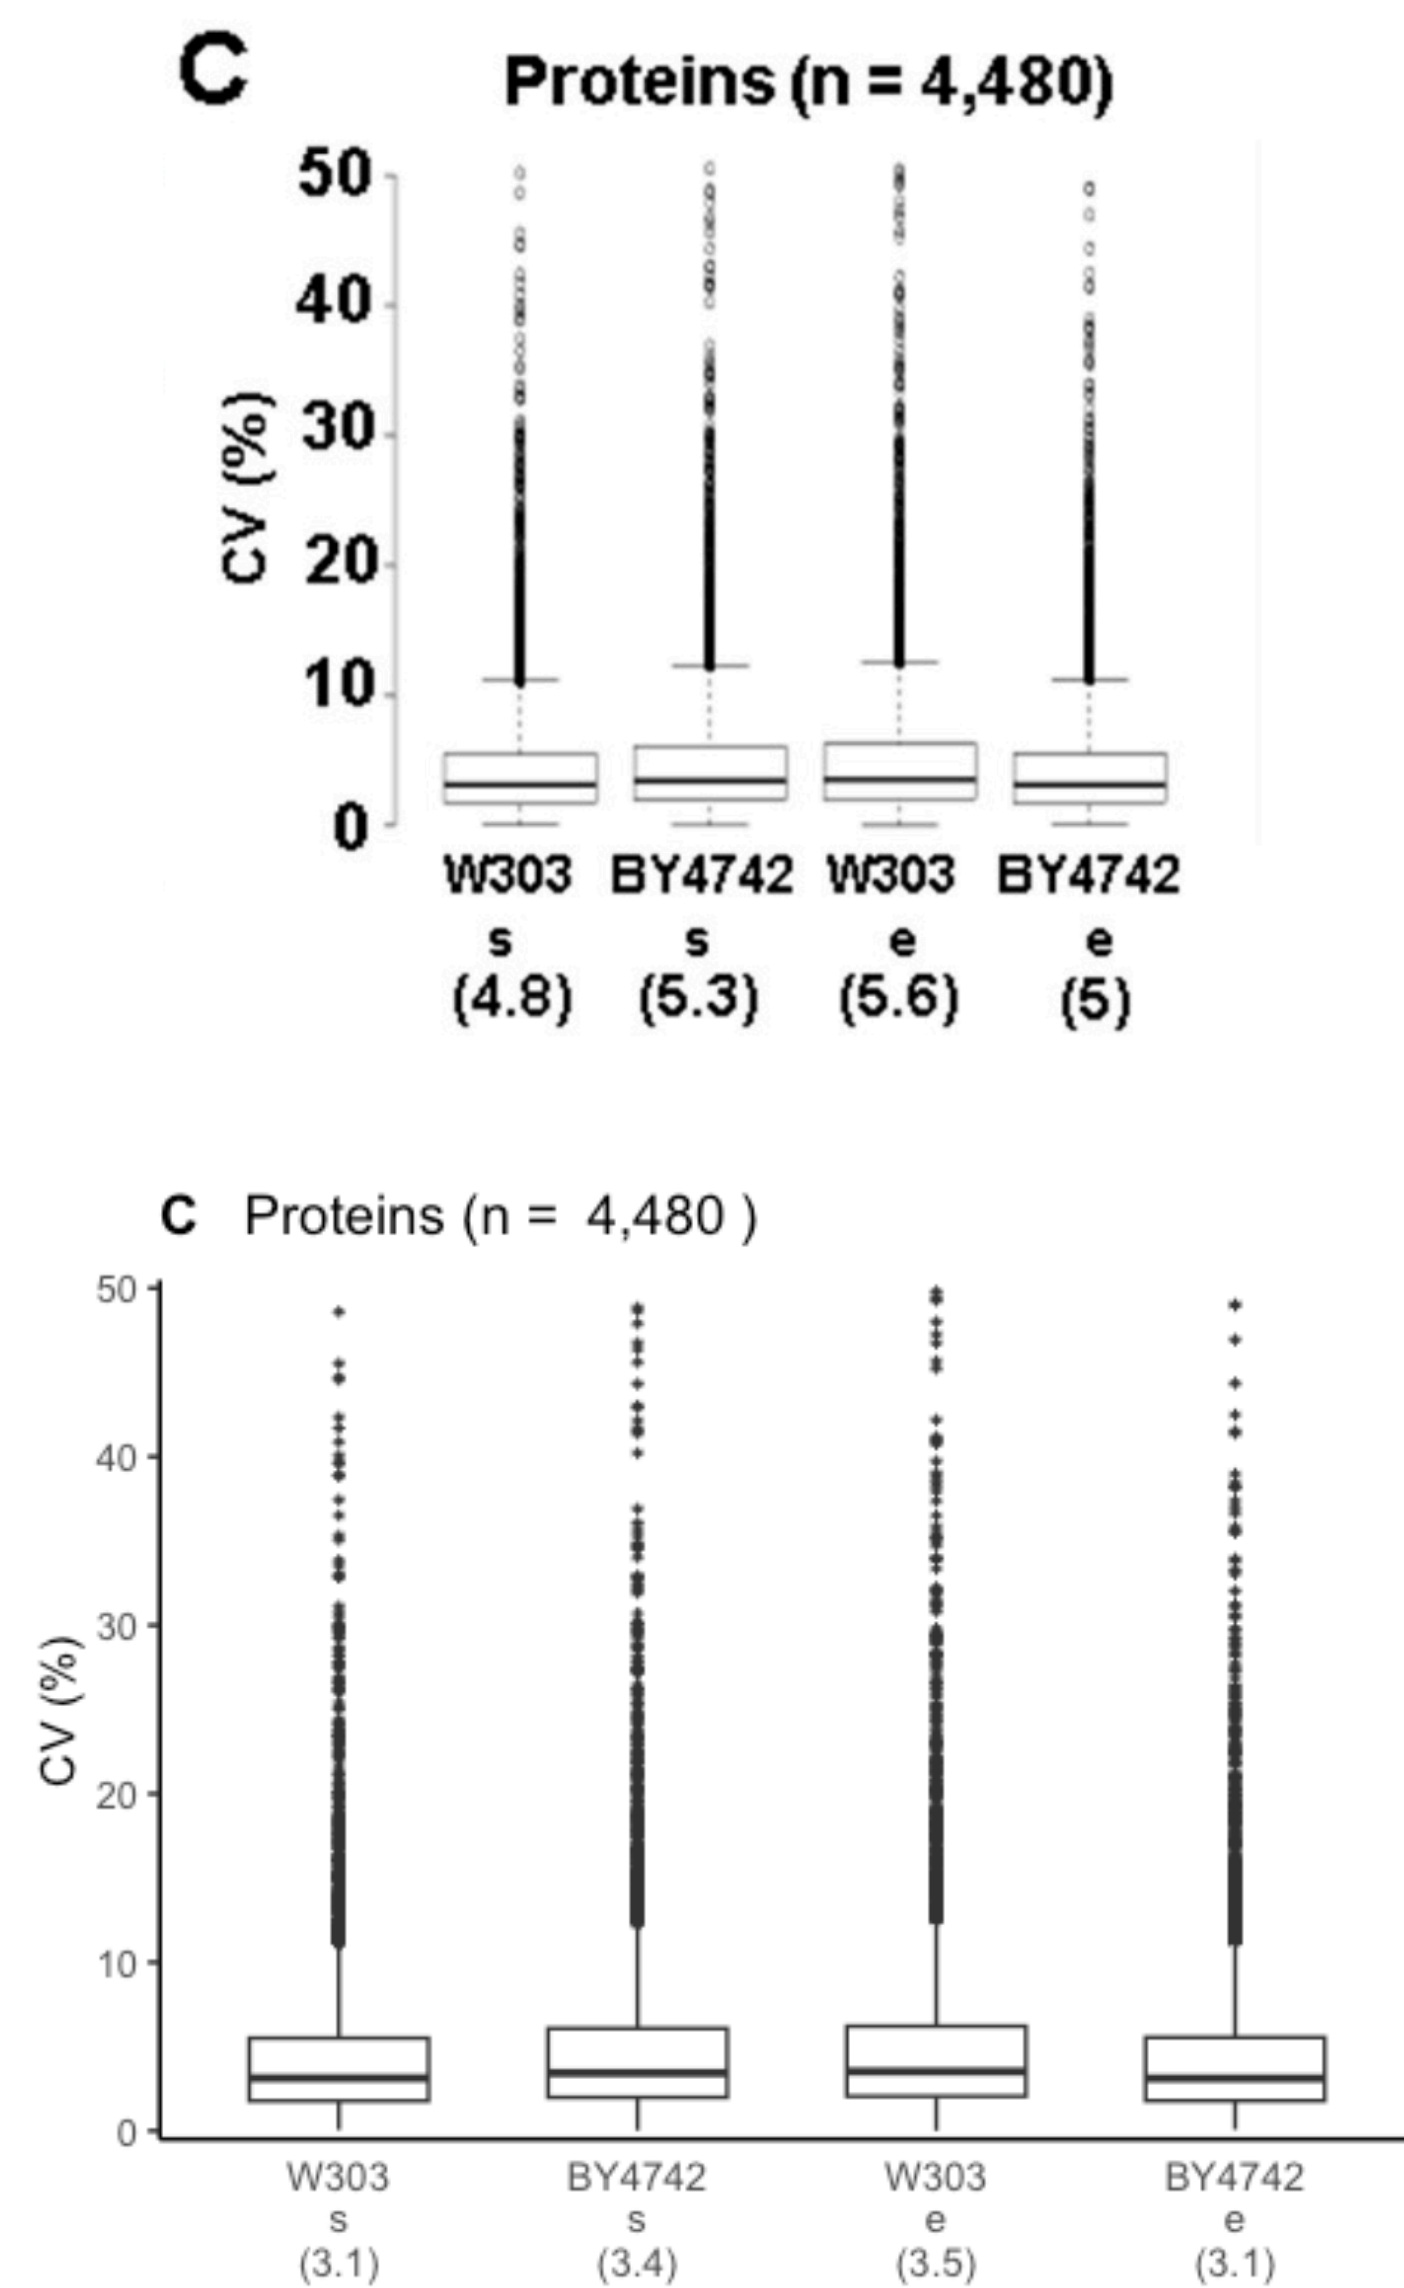 C Proteins (n = 4,480)
50
40
30
20
10
0
CV (%)
W303 BY4742 W303 BY4742
s s e e
(4.8) (5.3) (5.6) (5)
C Proteins (n = 4,480 )
50
40
30
20
10
0
CV (%)
W303 BY4742 W303 BY4742
s s e e
(3.1) (3.4) (3.5) (3.1)